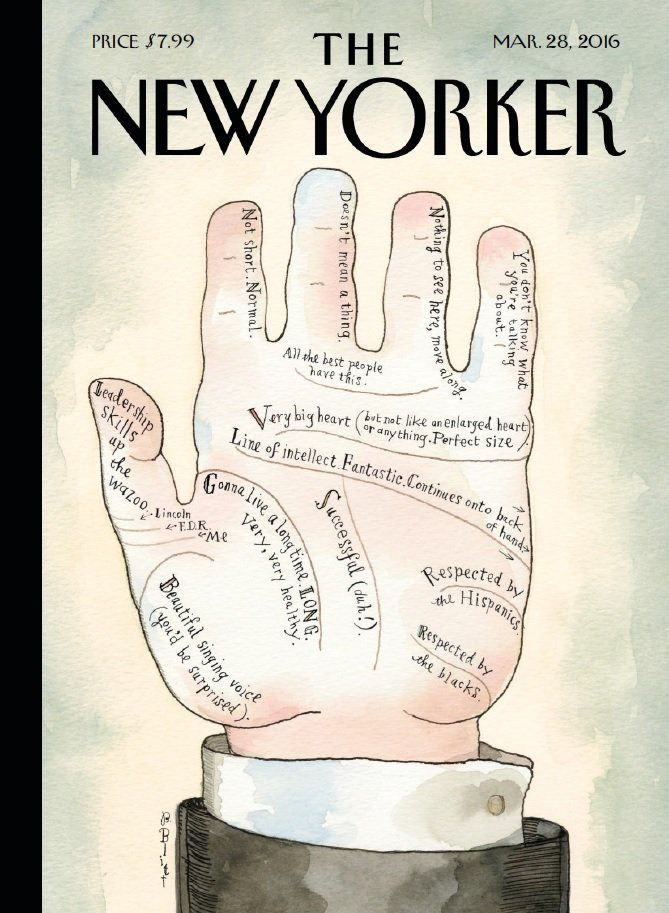 PRICE $7.99
MAR. 28, 2016
THE
NEW YORKER
Not short. Normal.
Doesn't mean a thing.
Nothing to see here, move along.
You don't know what
you're talking
about.
All the best people
have this.
Leadership
skills
up
the
wazoo.
Lincoln
F.D.R.
Me
Very big heart (but not like an enlarged heart
or anything. Perfect size)
Line of intellect. Fantastic. Continues onto back
of hand
Gonna live a long time. LONG.
Very, very healthy.
Successful (duh!).
Respected by
the Hispanics.
Respected by
the blacks.
Beautiful singing voice
(you'd be surprised).
B. Blitt